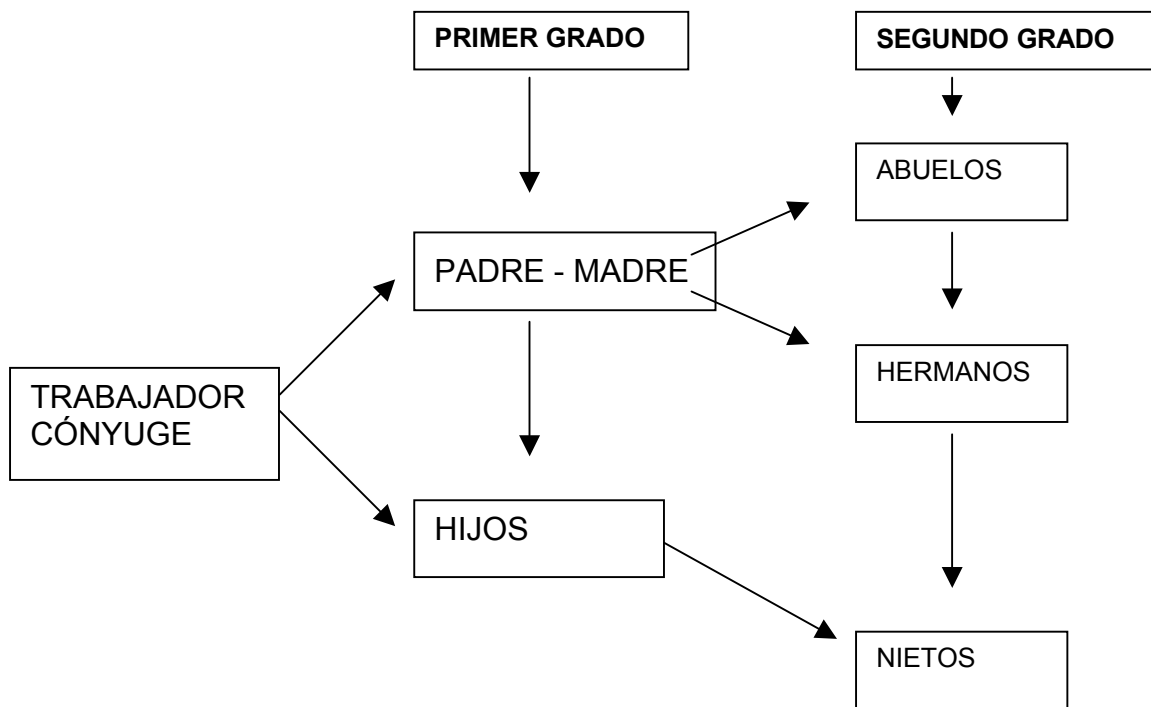 PRIMER GRADO
SEGUNDO GRADO
ABUELOS
PADRE - MADRE
HERMANOS
TRABAJADOR
CÓNYUGE
HIJOS
NIETOS